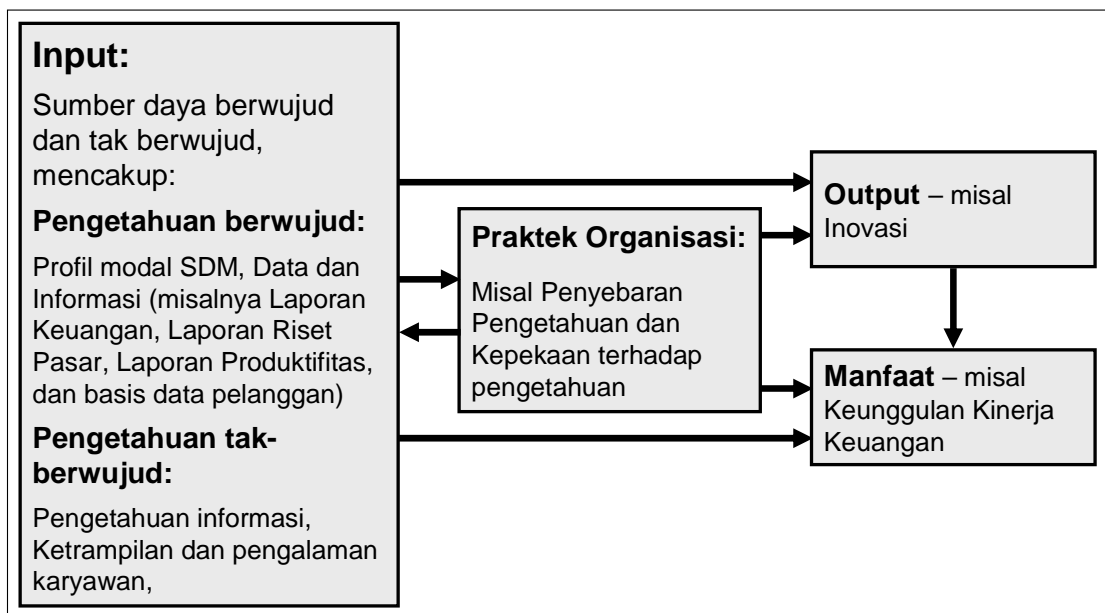 Input:
Sumber daya berwujud
dan tak berwujud,
mencakup:
Pengetahuan berwujud:
Profil modal SDM, Data dan
Informasi (misalnya Laporan
Keuangan, Laporan Riset
Pasar, Laporan Produktifitas,
dan basis data pelanggan)
Pengetahuan tak-
berwujud:
Pengetahuan informasi,
Ketrampilan dan pengalaman
karyawan,
Praktek Organisasi:
Misal Penyebaran
Pengetahuan dan
Kepekaan terhadap
pengetahuan
Output – misal
Inovasi
Manfaat – misal
Keunggulan Kinerja
Keuangan